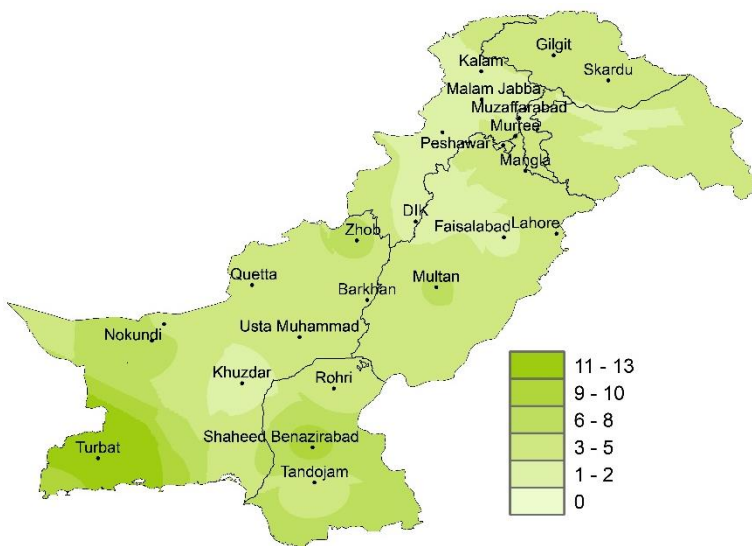 Gilgit
Kalam
Skardu
Malam Jabba
Muzaffarabad
Murree
Peshawar
Mangla
DIK
Faisalabad
Lahore
Zhob
Quetta
Multan
Barkhan
Nokundi
Usta Muhammad
Khuzdar
Rohri
Shaheed Benazirabad
Turbat
Tandojam
11 - 13
9 - 10
6 - 8
3 - 5
1 - 2
0